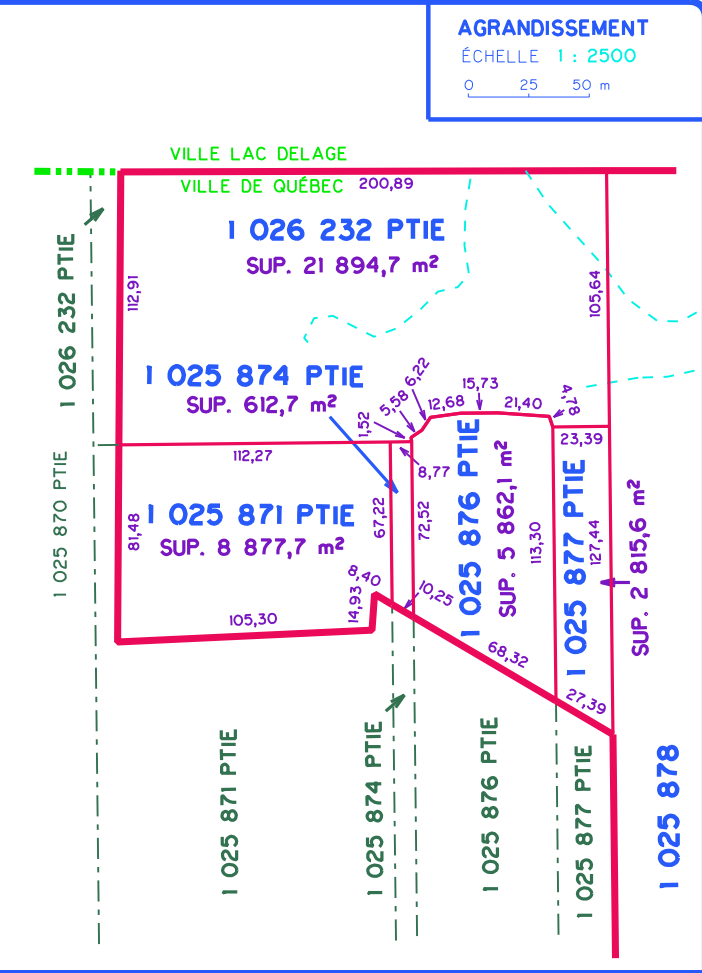 AGRANDISSEMENT
ÉCHELLE 1 : 2500
0 25 50 m
VILLE LAC DELAGE
VILLE DE QUÉBEC
200,89
1 026 232 PTIE
SUP. 21 894,7 m²
1 026 232 PTIE
112,91
105,64
1 025 874 PTIE
SUP. 612,7 m²
1,52
5,58
6,22
12,68
15,73
21,40
4,78
23,39
112,27
8,77
1 025 870 PTIE
81,48
1 025 871 PTIE
SUP. 8 877,7 m²
67,22
72,52
1 025 876 PTIE
SUP. 5 862,1 m²
113,30
1 025 877 PTIE
127,44
SUP. 2 815,6 m²
8,40
14,93
10,25
105,30
68,32
27,39
1 025 871 PTIE
1 025 874 PTIE
1 025 876 PTIE
1 025 877 PTIE
1 025 878